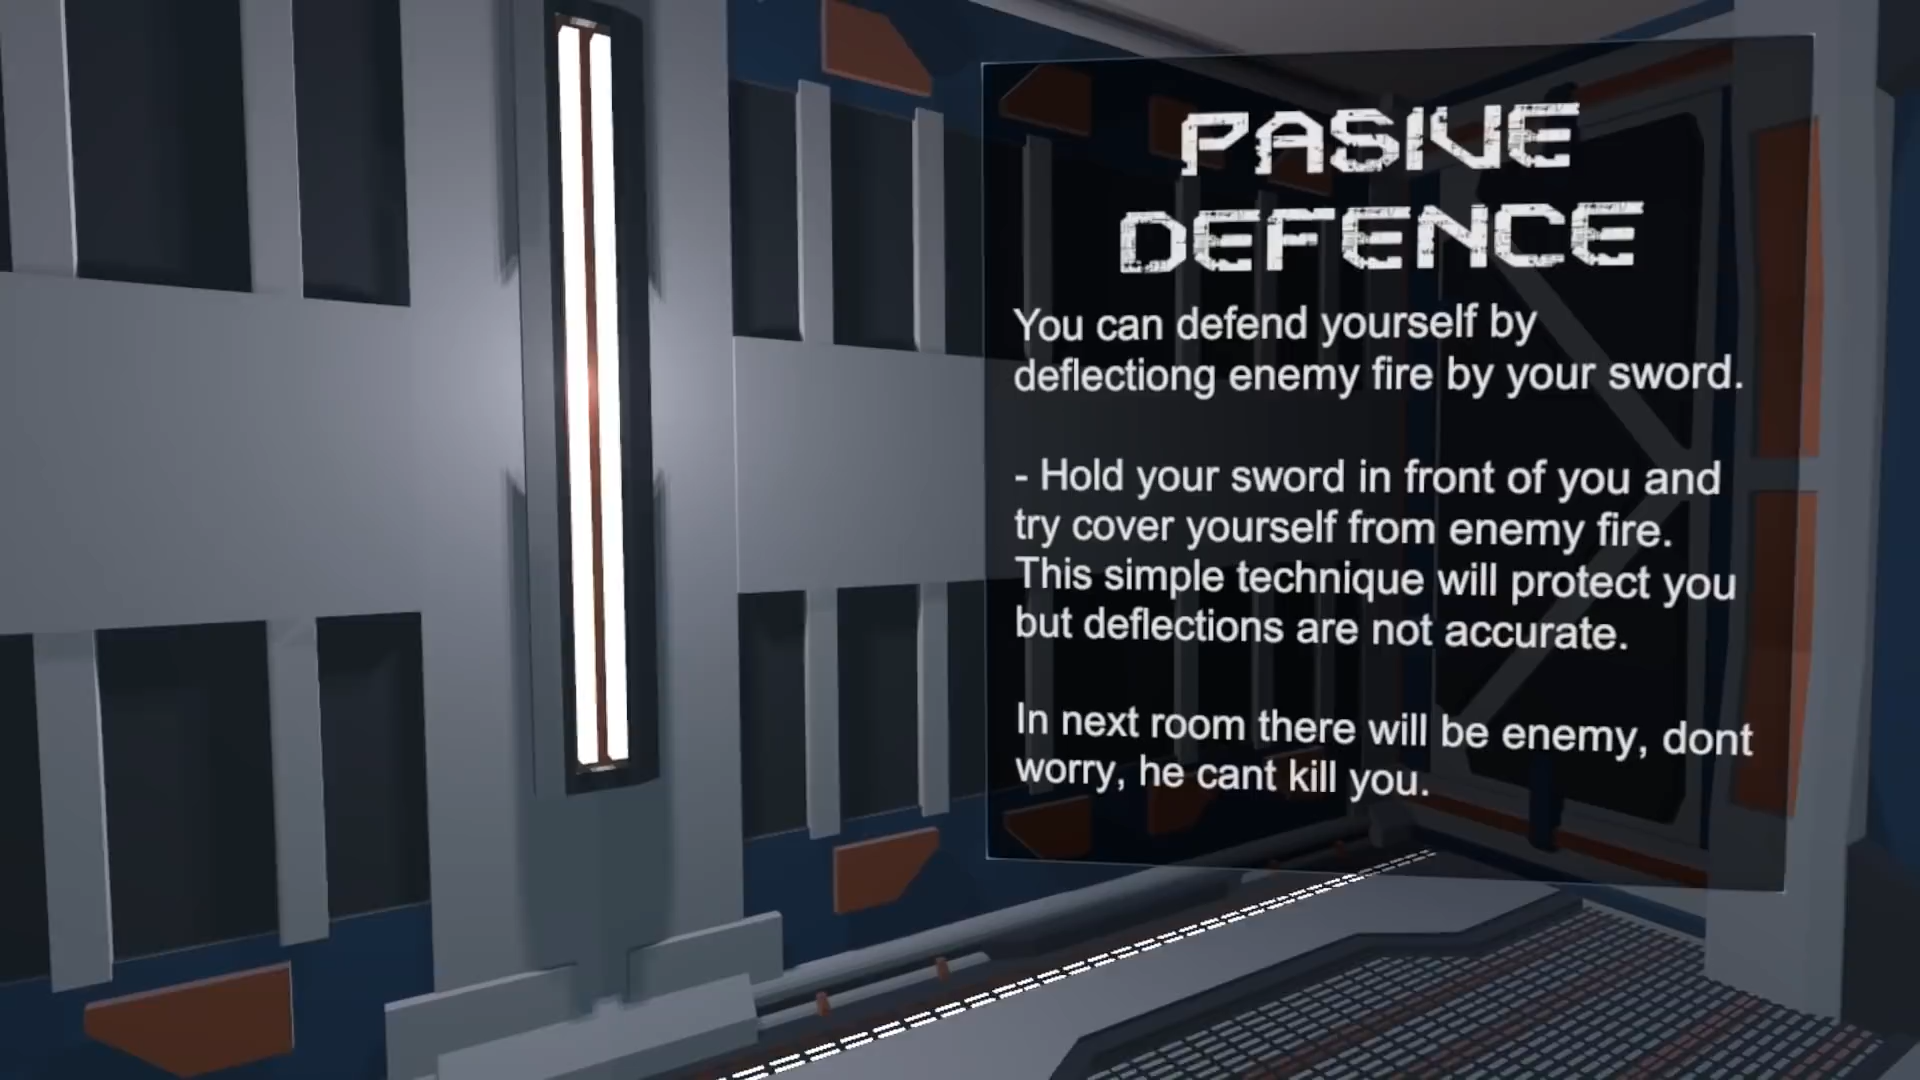 PASIVE
DEFENCE
You can defend yourself by
deflectiong enemy fire by your sword.
- Hold your sword in front of you and
try cover yourself from enemy fire.
This simple technique will protect you
but deflections are not accurate.
In next room there will be enemy, dont
worry, he cant kill you.